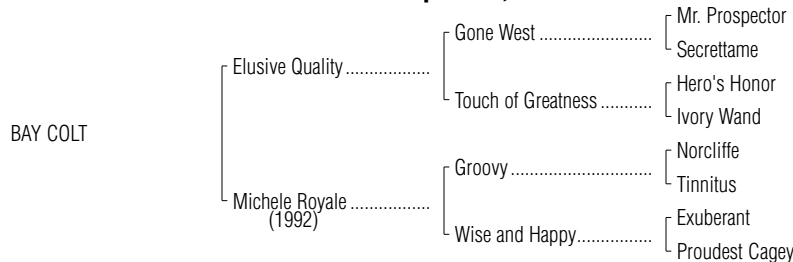 Mr. Prospector
Gone West
Secrettame
Elusive Quality
Hero's Honor
Touch of Greatness
Ivory Wand
BAY COLT
Norcliffe
Groovy
Tinnitus
Michele Royale
(1992)
Exuberant
Wise and Happy
Proudest Cagey